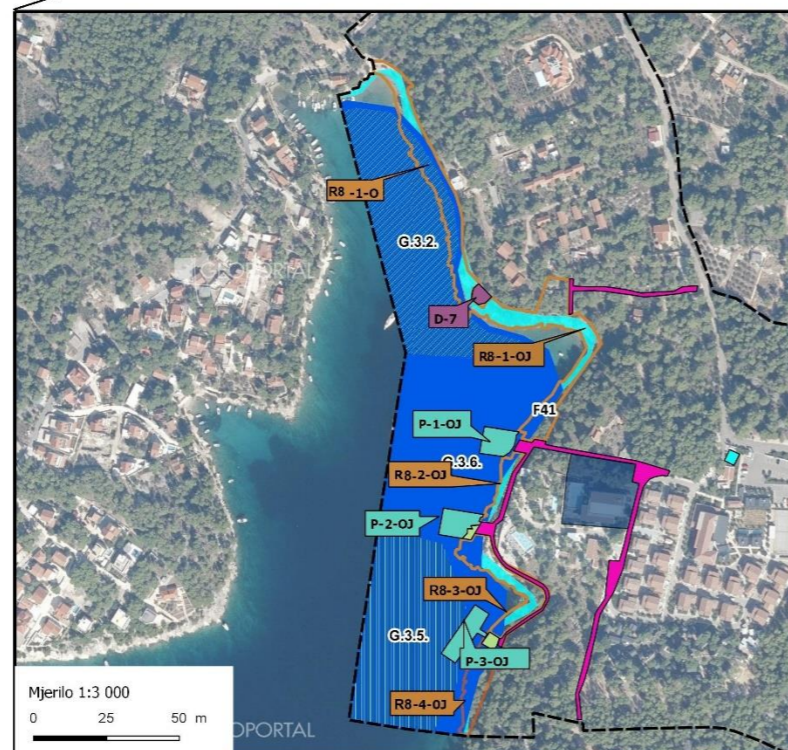 R8 -1-O
G.3.2.
D-7
R8-1-OJ
F41
P-1-OJ
G.3.6.
R8-2-OJ
P-2-OJ
R8-3-OJ
G.3.5.
P-3-OJ
R8-4-OJ
Mjerilo 1:3 000
0 25 50 m
OPORTAL